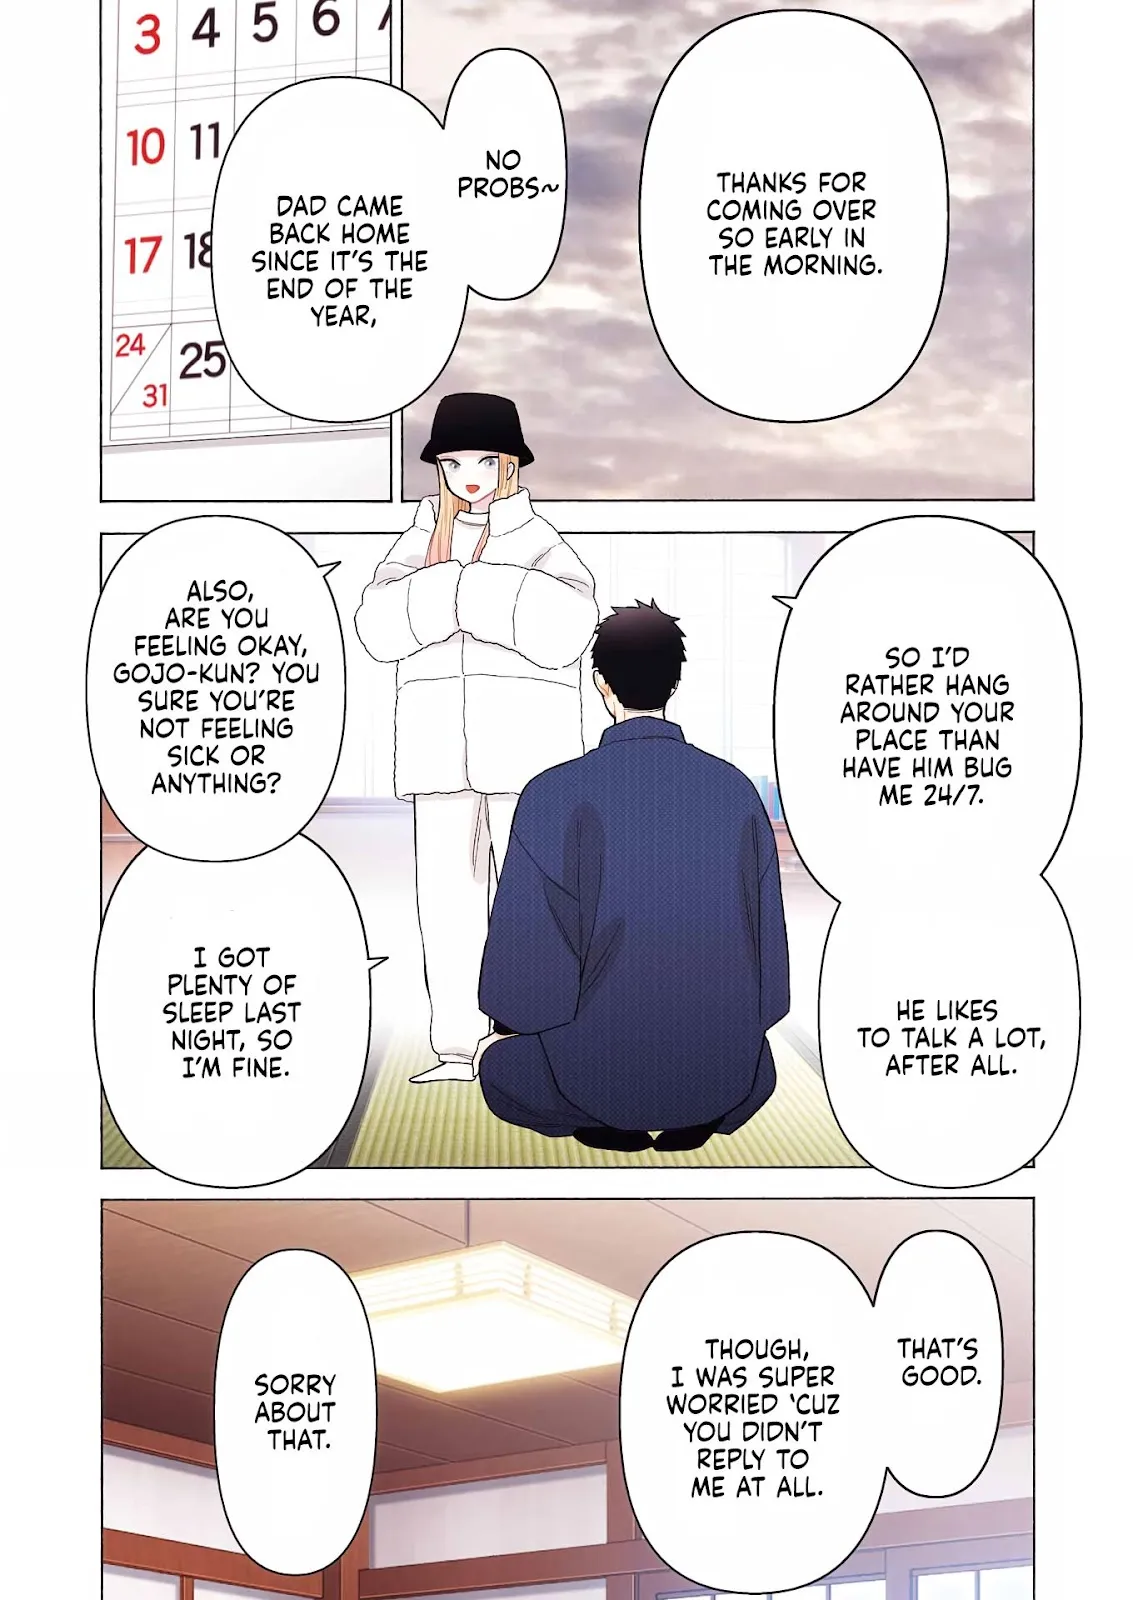 3 4 5 6
10 11
17 18
24
31
25
THANKS FOR
COMING OVER
SO EARLY IN
THE MORNING.
NO
PROBS~
DAD CAME
BACK HOME
SINCE IT'S THE
END OF THE
YEAR,
SO I'D
RATHER HANG
AROUND YOUR
PLACE THAN
HAVE HIM BUG
ME 24/7.
HE LIKES
TO TALK A LOT,
AFTER ALL.
ALSO,
ARE YOU
FEELING OKAY,
GOJO-KUN? YOU
SURE YOU'RE
NOT FEELING
SICK OR
ANYTHING?
I GOT
PLENTY OF
SLEEP LAST
NIGHT, SO
I'M FINE.
THAT'S
GOOD.
THOUGH,
I WAS SUPER
WORRIED 'CUZ
YOU DIDN'T
REPLY TO
ME AT ALL.
SORRY
ABOUT
THAT.